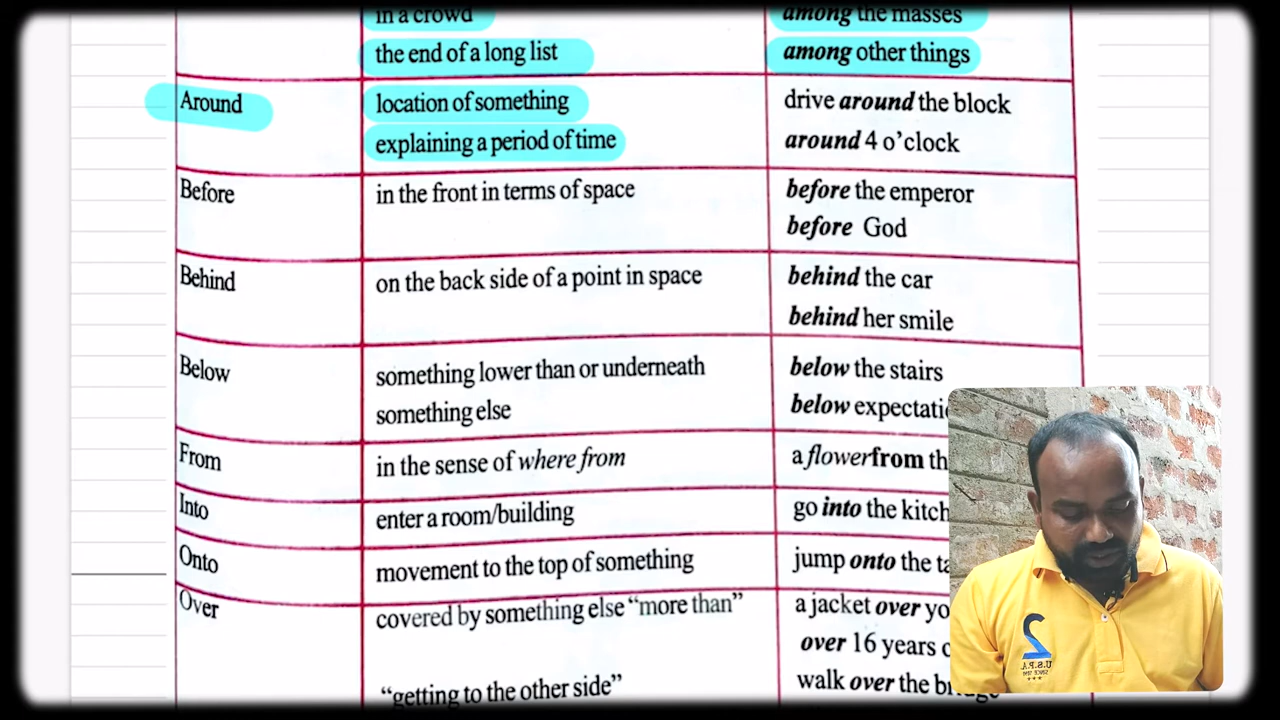 in a crowd among the masses
the end of a long list among other things
Around location of something drive around the block
explaining a period of time around 4 o’clock
Before in the front in terms of space before the emperor
before God
Behind on the back side of a point in space behind the car
behind her smile
Below something lower than or underneath below the stairs
something else below
From in the sense of where from a flowerfrom
Into enter a room/building go into the
Onto movement to the top of something jump onto the
Over covered by something else “more than” a jacket over
over 16 years
“getting to the other side” walk over the
2
U.S.P.A.
SINCE 1890